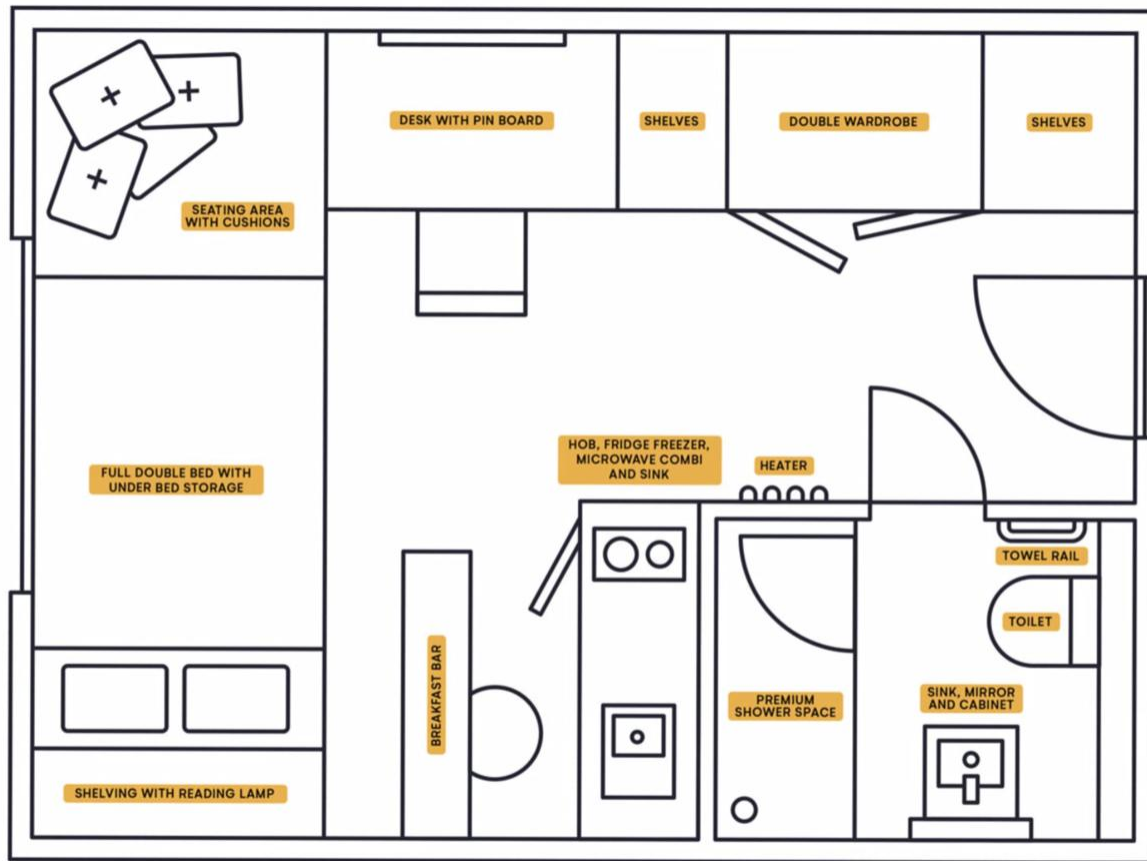 DESK WITH PIN BOARD
SHELVES
DOUBLE WARDROBE
SHELVES
SEATING AREA
WITH CUSHIONS
HOB, FRIDGE FREEZER,
MICROWAVE COMBI
AND SINK
HEATER
FULL DOUBLE BED WITH
UNDER BED STORAGE
TOWEL RAIL
TOILET
BREAKFAST BAR
PREMIUM
SHOWER SPACE
SINK, MIRROR
AND CABINET
SHELVING WITH READING LAMP